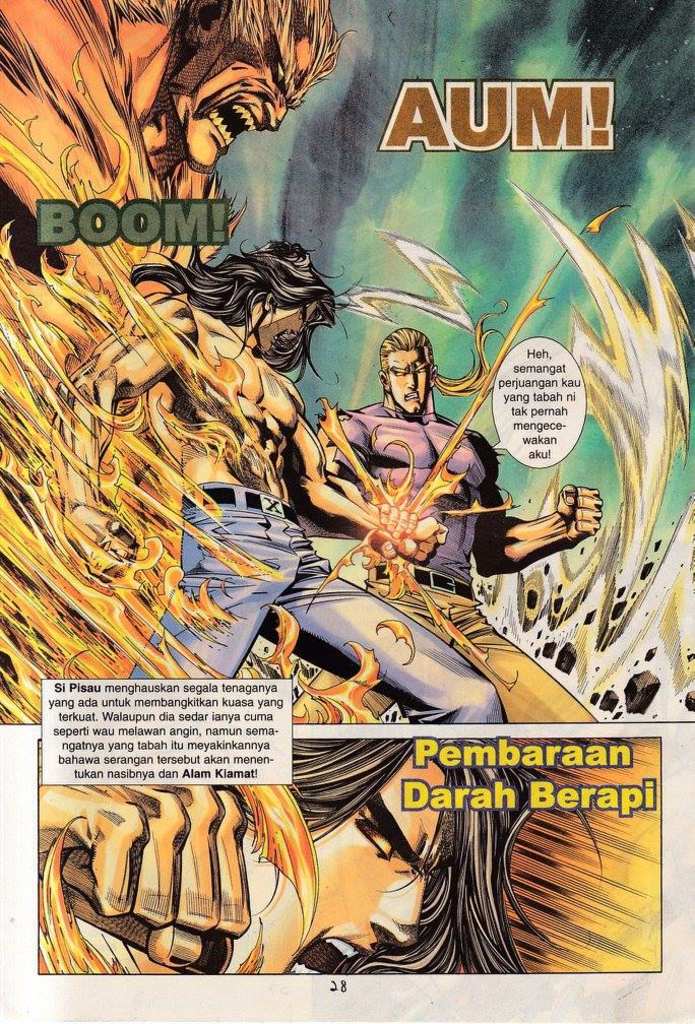 AUM!
BOOM!
Heh,
semangat
perjuangan kau
yang tabah ni
tak pernah
mengece-
wakan
aku!
Si Pisau menghauskan segala tenaganya
yang ada untuk membangkitkan kuasa yang
terkuat. Walaupun dia sedar ianya cuma
seperti wau melawan angin, namun sema-
ngatnya yang tabah itu meyakinkannya
bahawa serangan tersebut akan menen-
tukan nasibnya dan Alam Kiamat!
Pembaraan
Darah Berapi
28